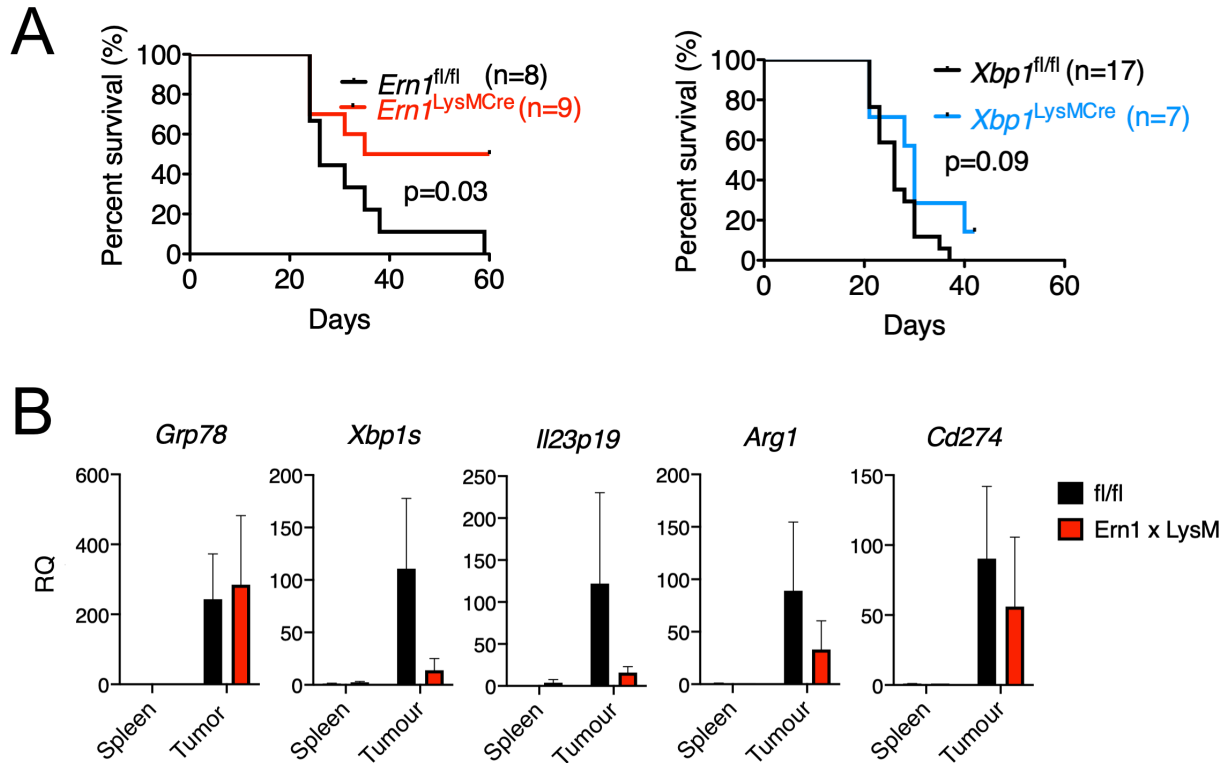 A
Percent survival (%)
100
80
60
40
20
0
0 20 40 60
Days
Ern1fl/fl (n=8)
Ern1LysMCre (n=9)
p=0.03
Percent survival (%)
100
80
60
40
20
0
0 20 40 60
Days
Xbp1fl/fl (n=17)
Xbp1LysMCre (n=7)
p=0.09
B
RQ
Grp78
600
400
200
0
Spleen
Tumor
Xbp1s
200
150
100
50
0
Spleen
Tumour
Il23p19
250
200
150
100
50
0
Spleen
Tumour
Arg1
200
150
100
50
0
Spleen
Tumour
Cd274
150
100
50
0
Spleen
Tumour
fl/fl
Ern1 x LysM